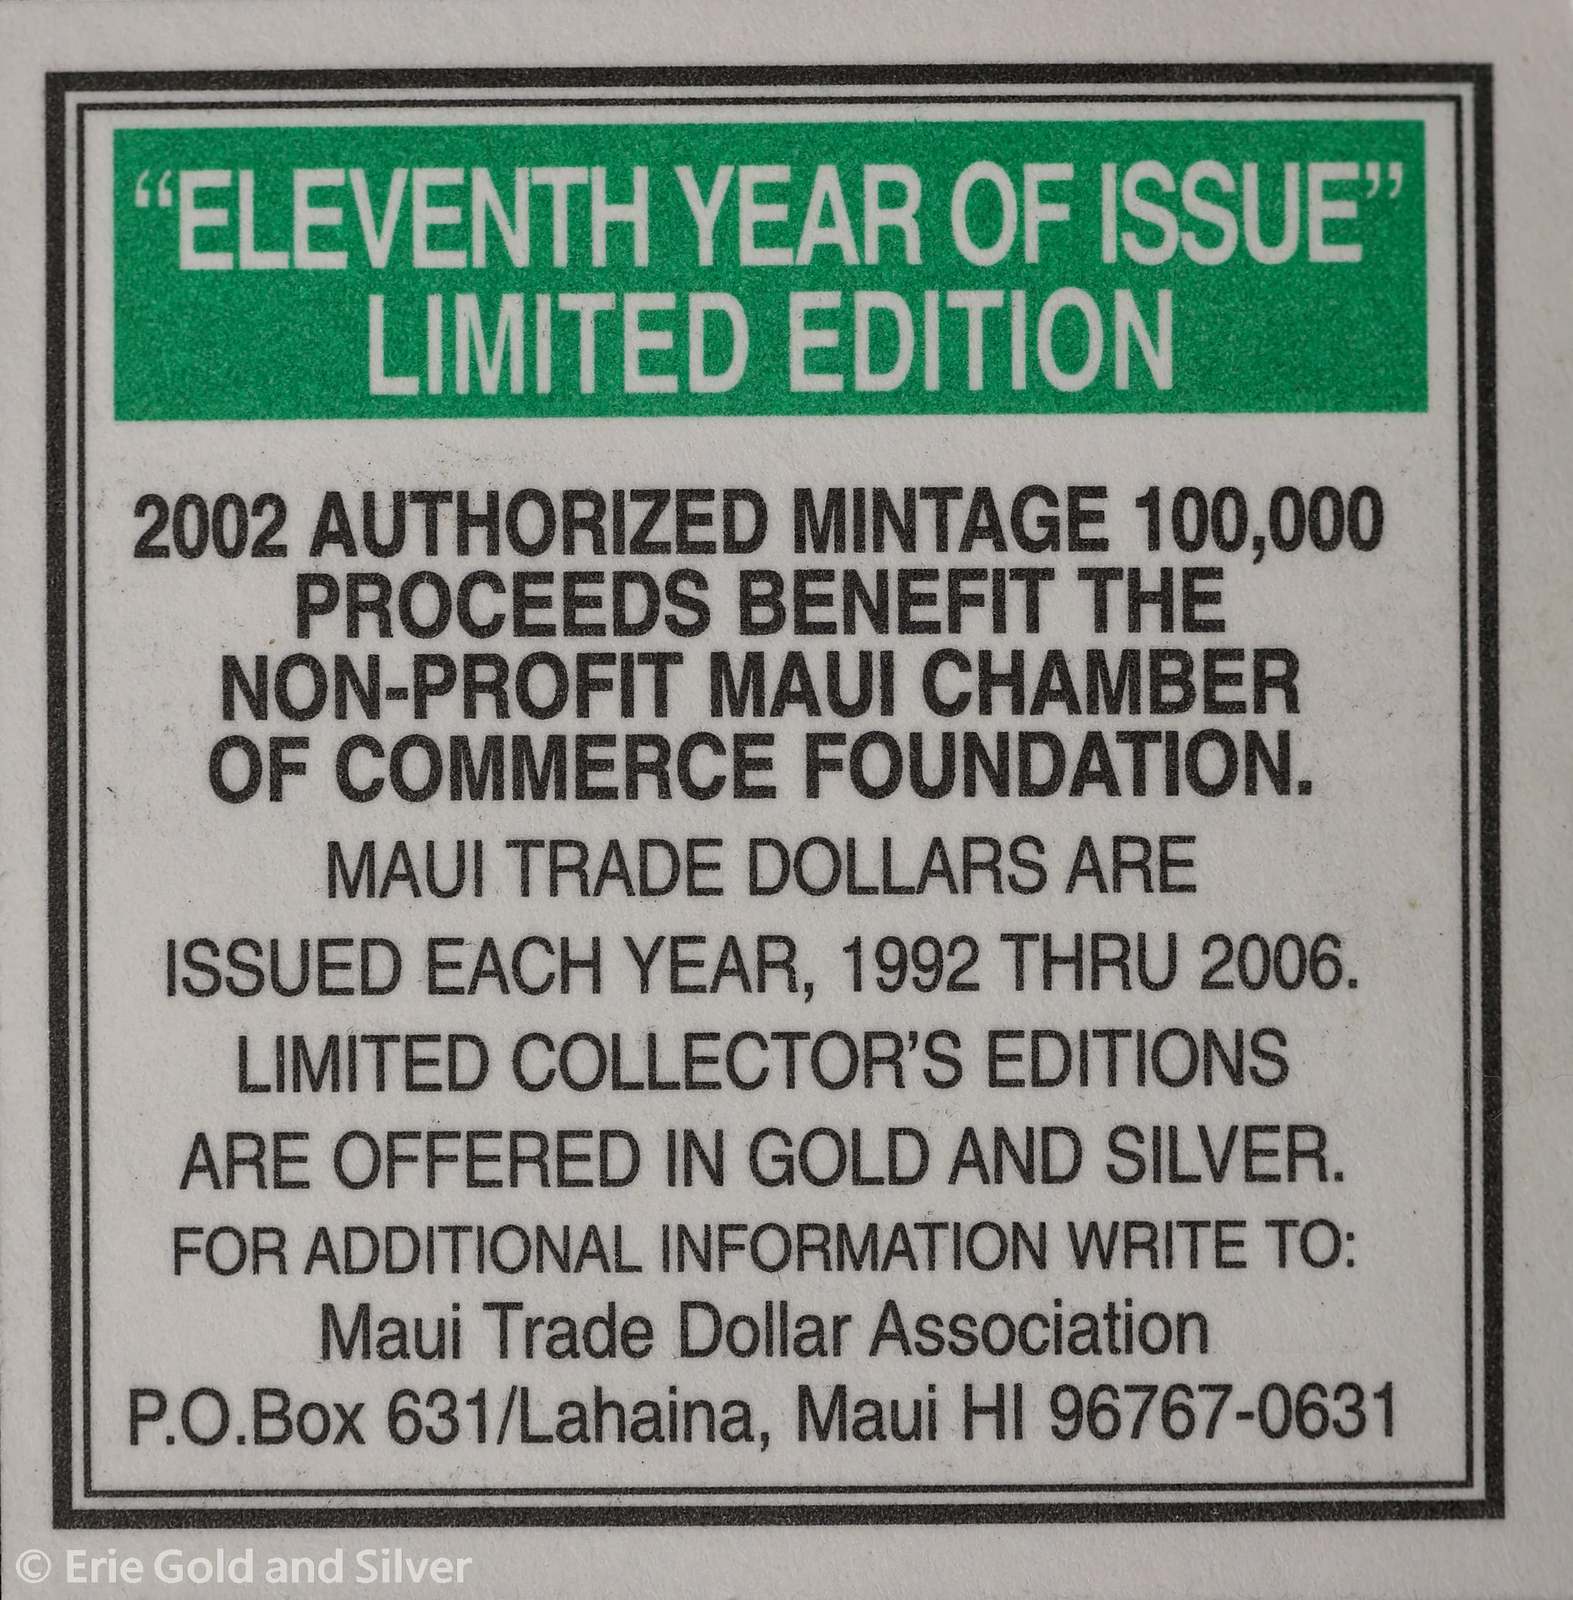 “ELEVENTH YEAR OF ISSUE”
LIMITED EDITION
2002 AUTHORIZED MINTAGE 100,000
PROCEEDS BENEFIT THE
NON-PROFIT MAUI CHAMBER
OF COMMERCE FOUNDATION.
MAUI TRADE DOLLARS ARE
ISSUED EACH YEAR, 1992 THRU 2006.
LIMITED COLLECTOR’S EDITIONS
ARE OFFERED IN GOLD AND SILVER.
FOR ADDITIONAL INFORMATION WRITE TO:
Maui Trade Dollar Association
P.O.Box 631/Lahaina, Maui HI 96767-0631
© Erie Gold and Silver